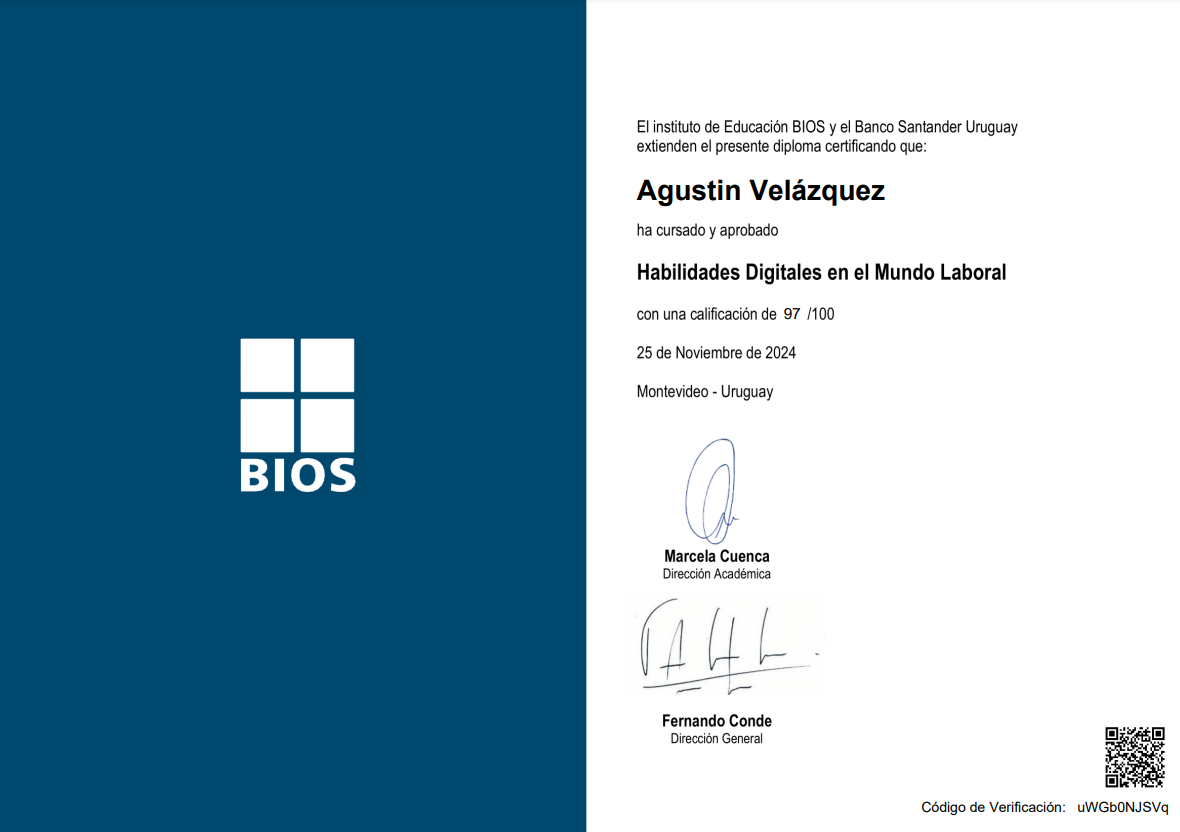 BIOS
El instituto de Educación BIOS y el Banco Santander Uruguay
extienden el presente diploma certificando que:
Agustin Velázquez
ha cursado y aprobado
Habilidades Digitales en el Mundo Laboral
con una calificación de 97 /100
25 de Noviembre de 2024
Montevideo - Uruguay
Marcela Cuenca
Dirección Académica
Fernando Conde
Dirección General
Código de Verificación: uWGb0NJSVq